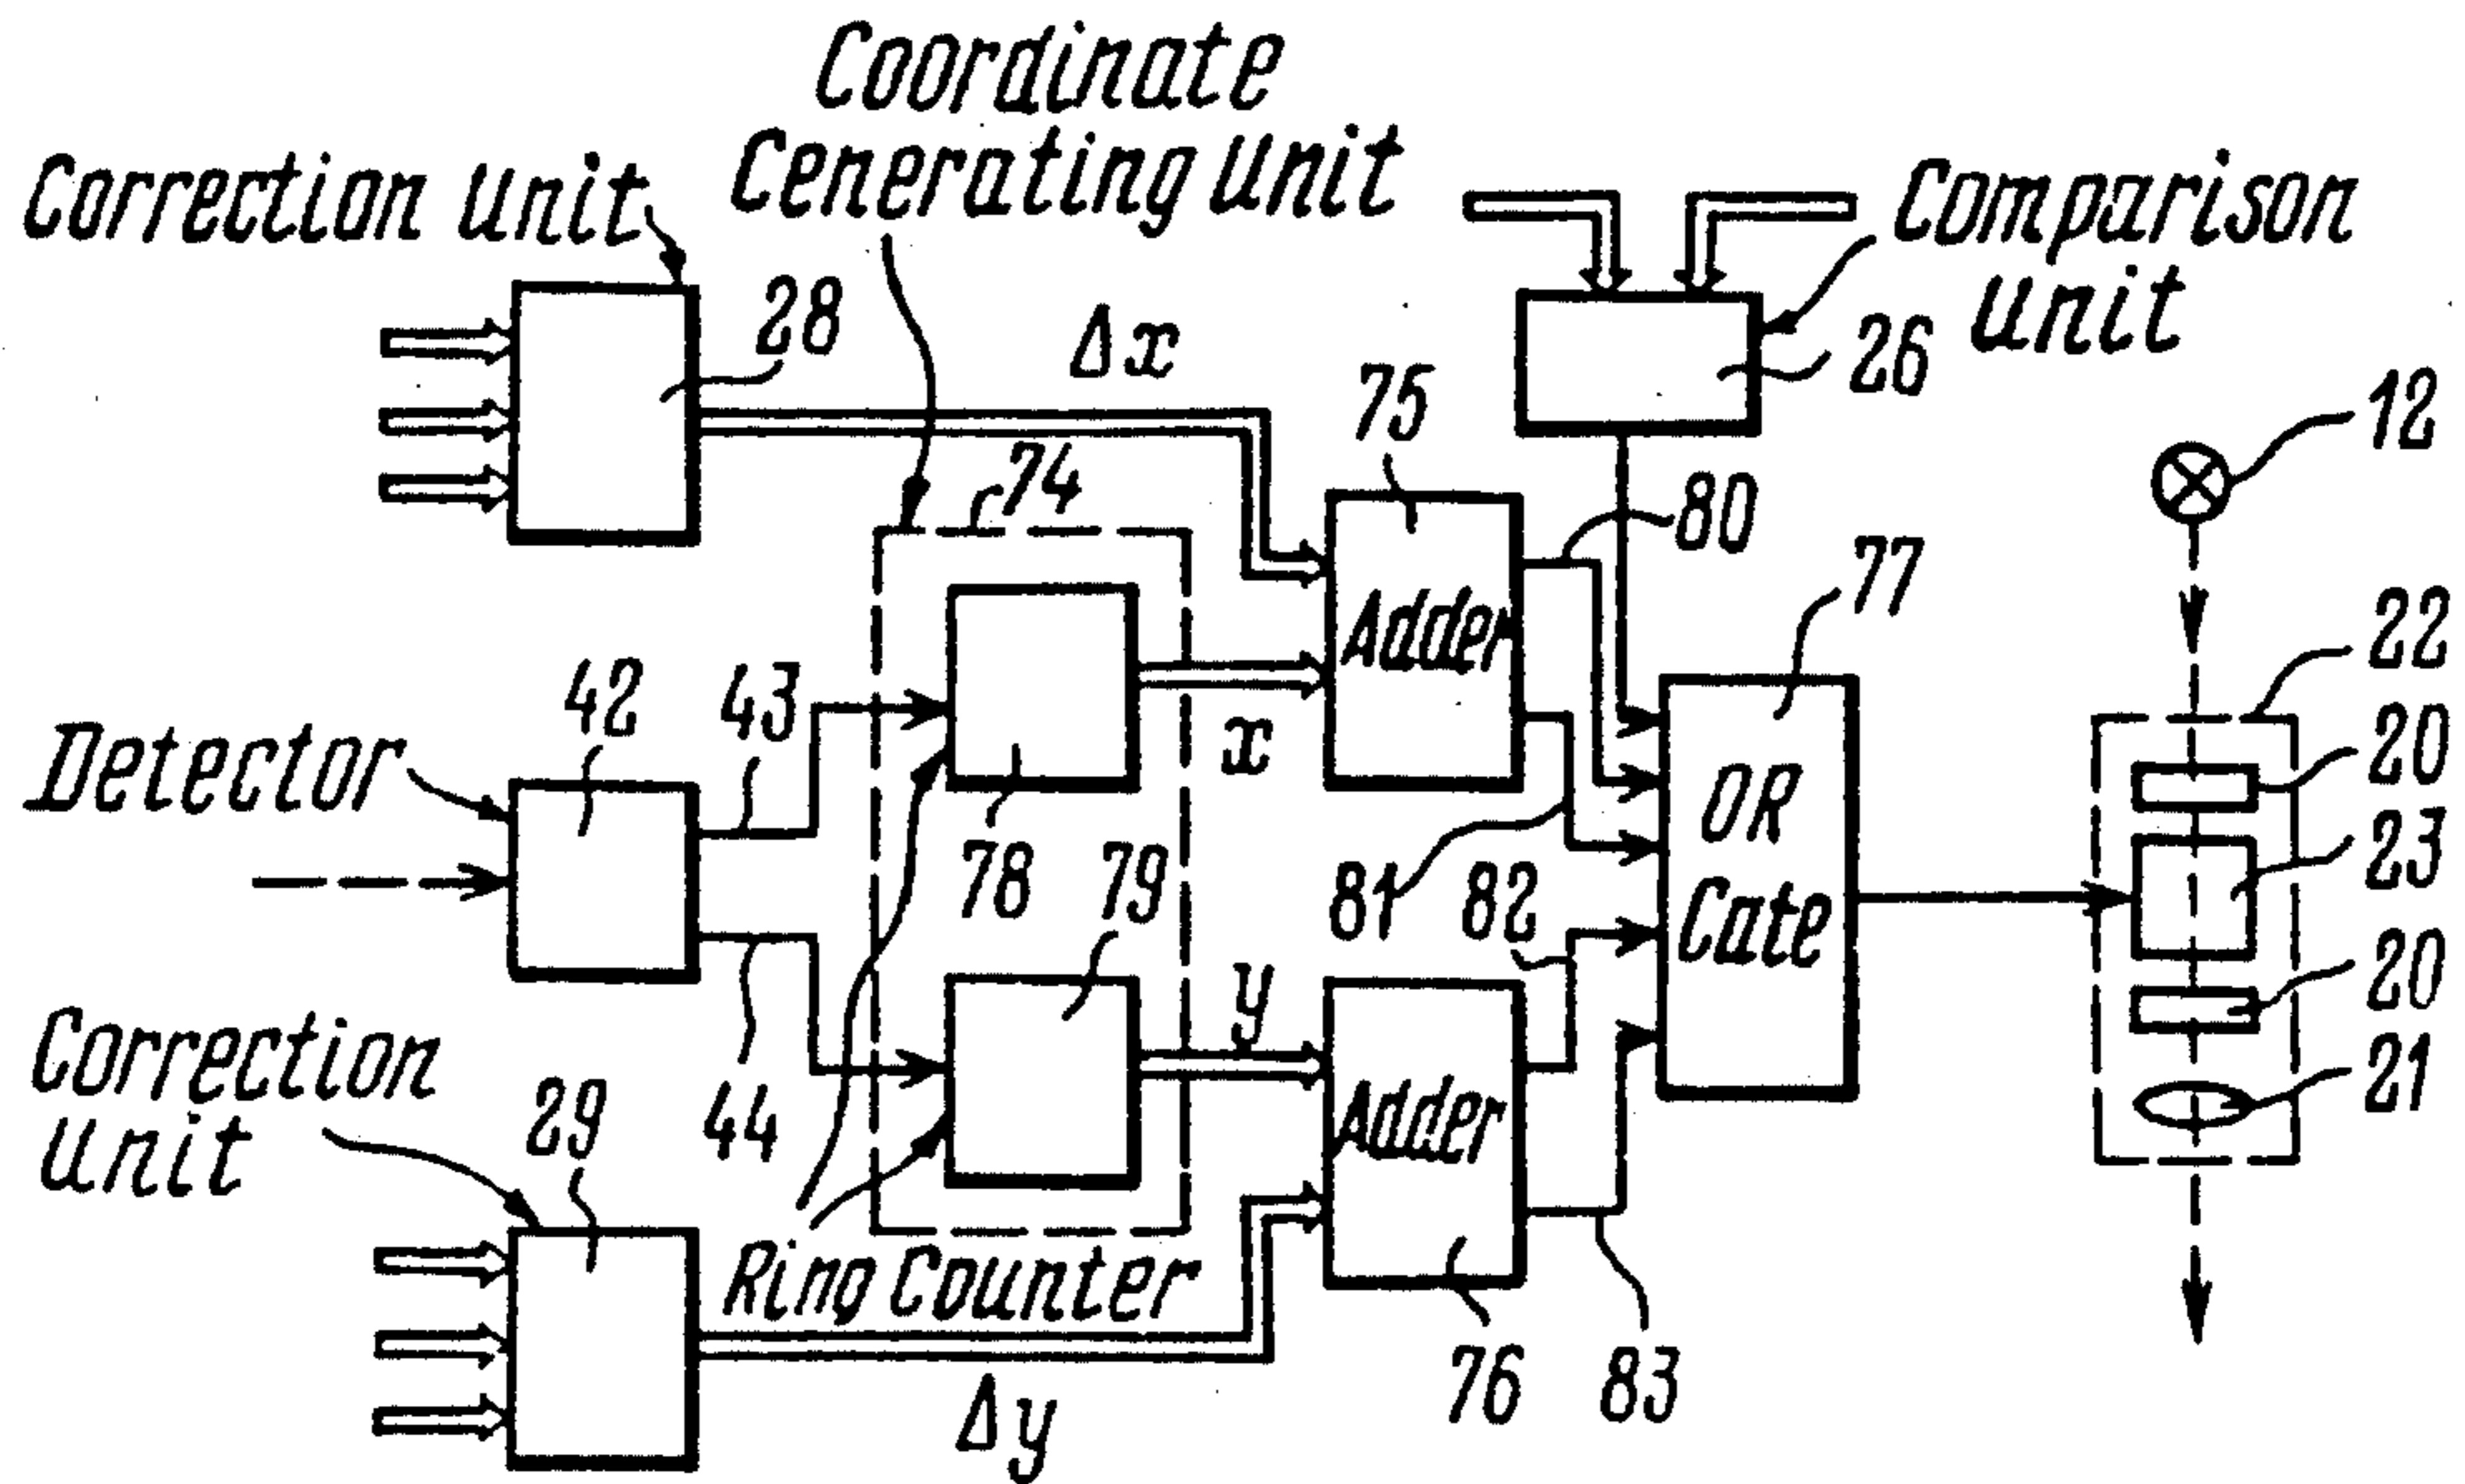 Coordinate
Generating Unit
Correction Unit
Comparison
Unit
28
Δx
26
75
12
74
80
77
22
42
43
Adder
20
Detector
x
OR
Gate
23
78
79
81
82
20
Correction
Unit
y
21
44
29
Adder
Ring Counter
76
83
Δy